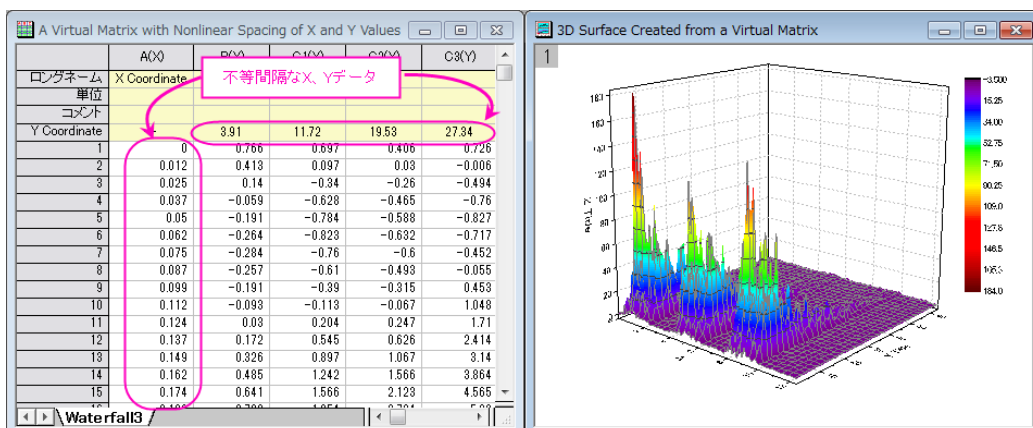 A Virtual Matrix with Nonlinear Spacing of X and Y Values
A(X) C3(Y)
ロングネーム X Coordinate
不等間隔なX、Yデータ
単位
コメント
Y Coordinate 3.91 11.72 19.53 27.34
1 0 0.766 0.697 0.406 0.726
2 0.012 0.413 0.097 0.03 -0.006
3 0.025 0.14 -0.34 -0.26 -0.494
4 0.037 -0.059 -0.628 -0.465 -0.76
5 0.05 -0.191 -0.784 -0.588 -0.827
6 0.062 -0.264 -0.823 -0.632 -0.717
7 0.075 -0.284 -0.76 -0.6 -0.452
8 0.087 -0.257 -0.61 -0.493 -0.055
9 0.099 -0.191 -0.39 -0.315 0.453
10 0.112 -0.093 -0.113 -0.067 1.048
11 0.124 0.03 0.204 0.247 1.71
12 0.137 0.172 0.545 0.626 2.414
13 0.149 0.326 0.897 1.067 3.14
14 0.162 0.485 1.242 1.566 3.864
15 0.174 0.641 1.566 2.123 4.565
Waterfall3
3D Surface Created from a Virtual Matrix
1
160
140
120
100
80
60
40
20
-3.500
15.25
34.00
52.75
71.50
90.25
109.0
127.8
146.5
165.3
184.0